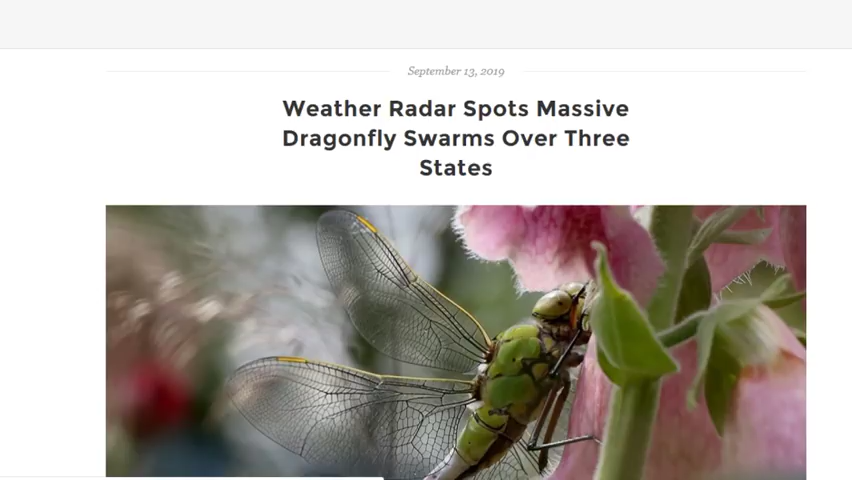 September 13, 2019
Weather Radar Spots Massive
Dragonfly Swarms Over Three
States